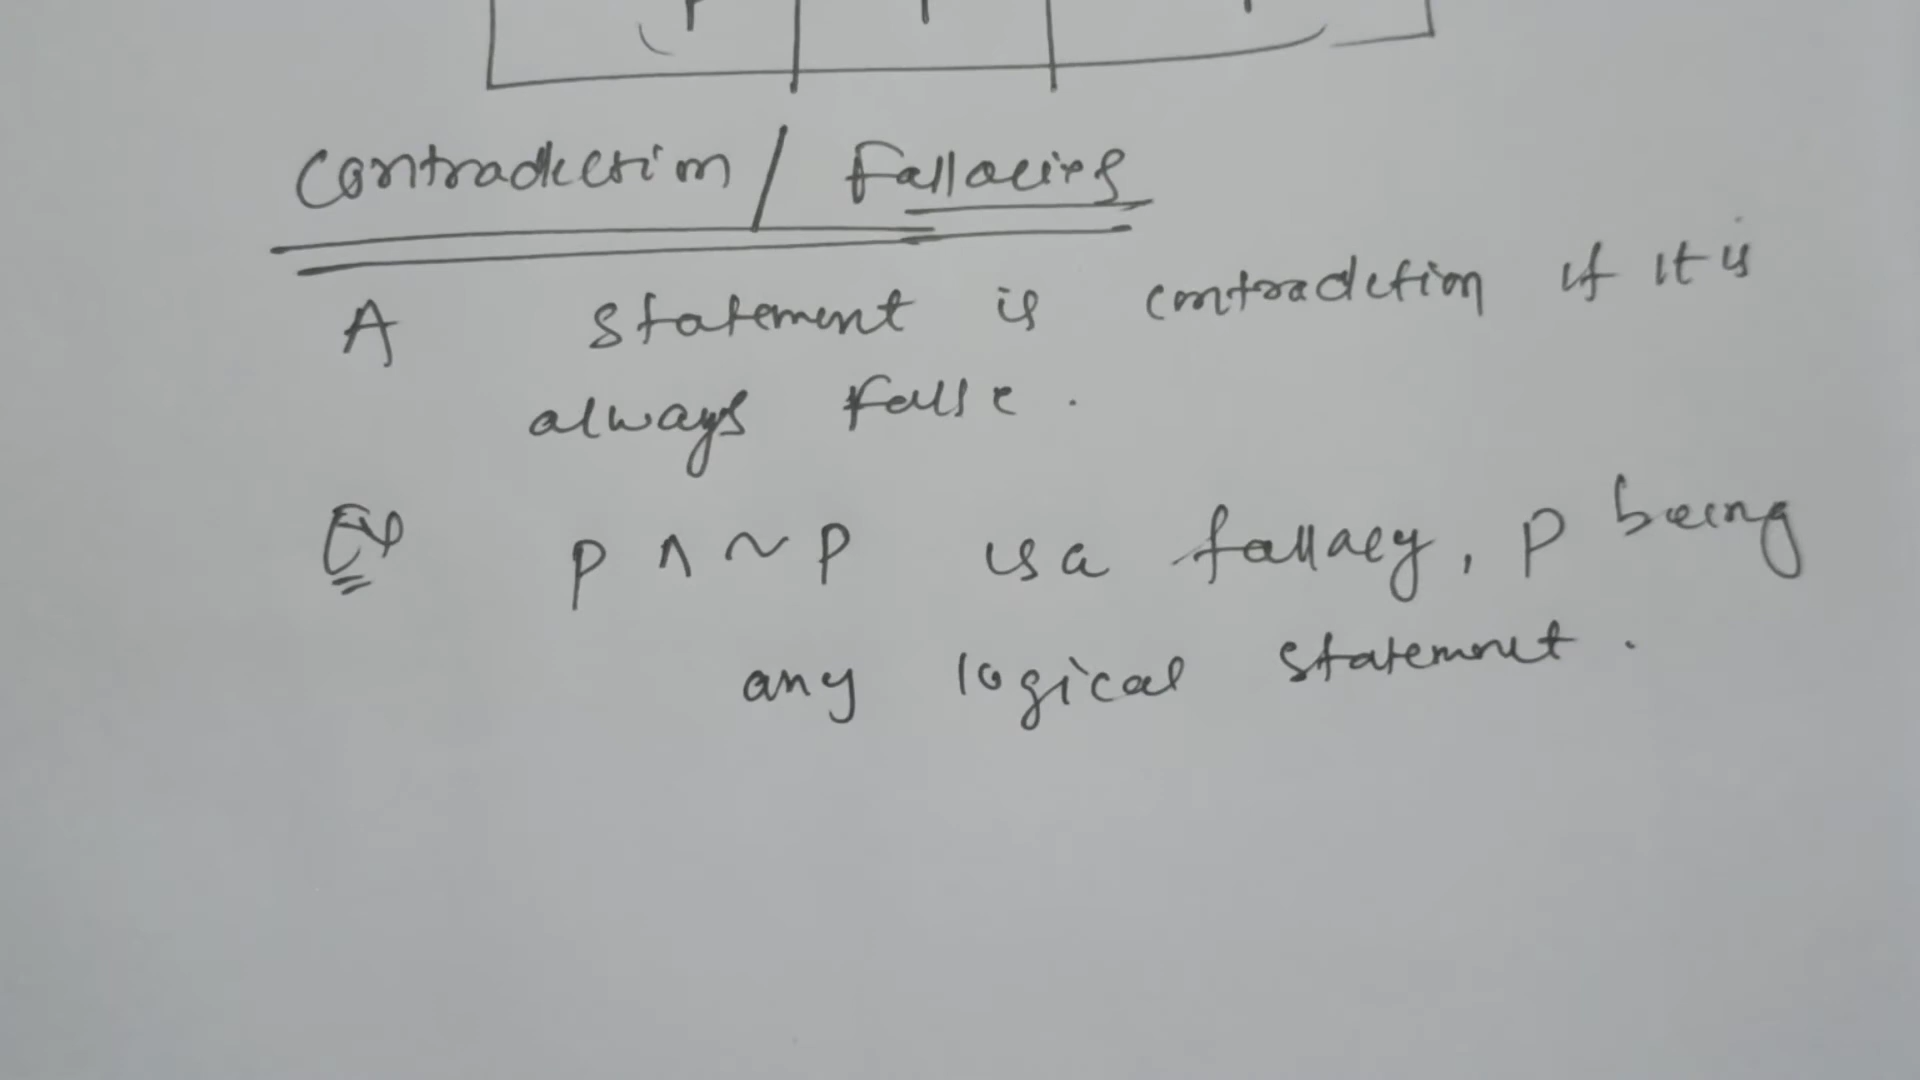 Contradiction / Fallacies
A statement is contradiction if it is
always false.
Ex p ∧ ~ p is a fallacy, p being
any logical statement.